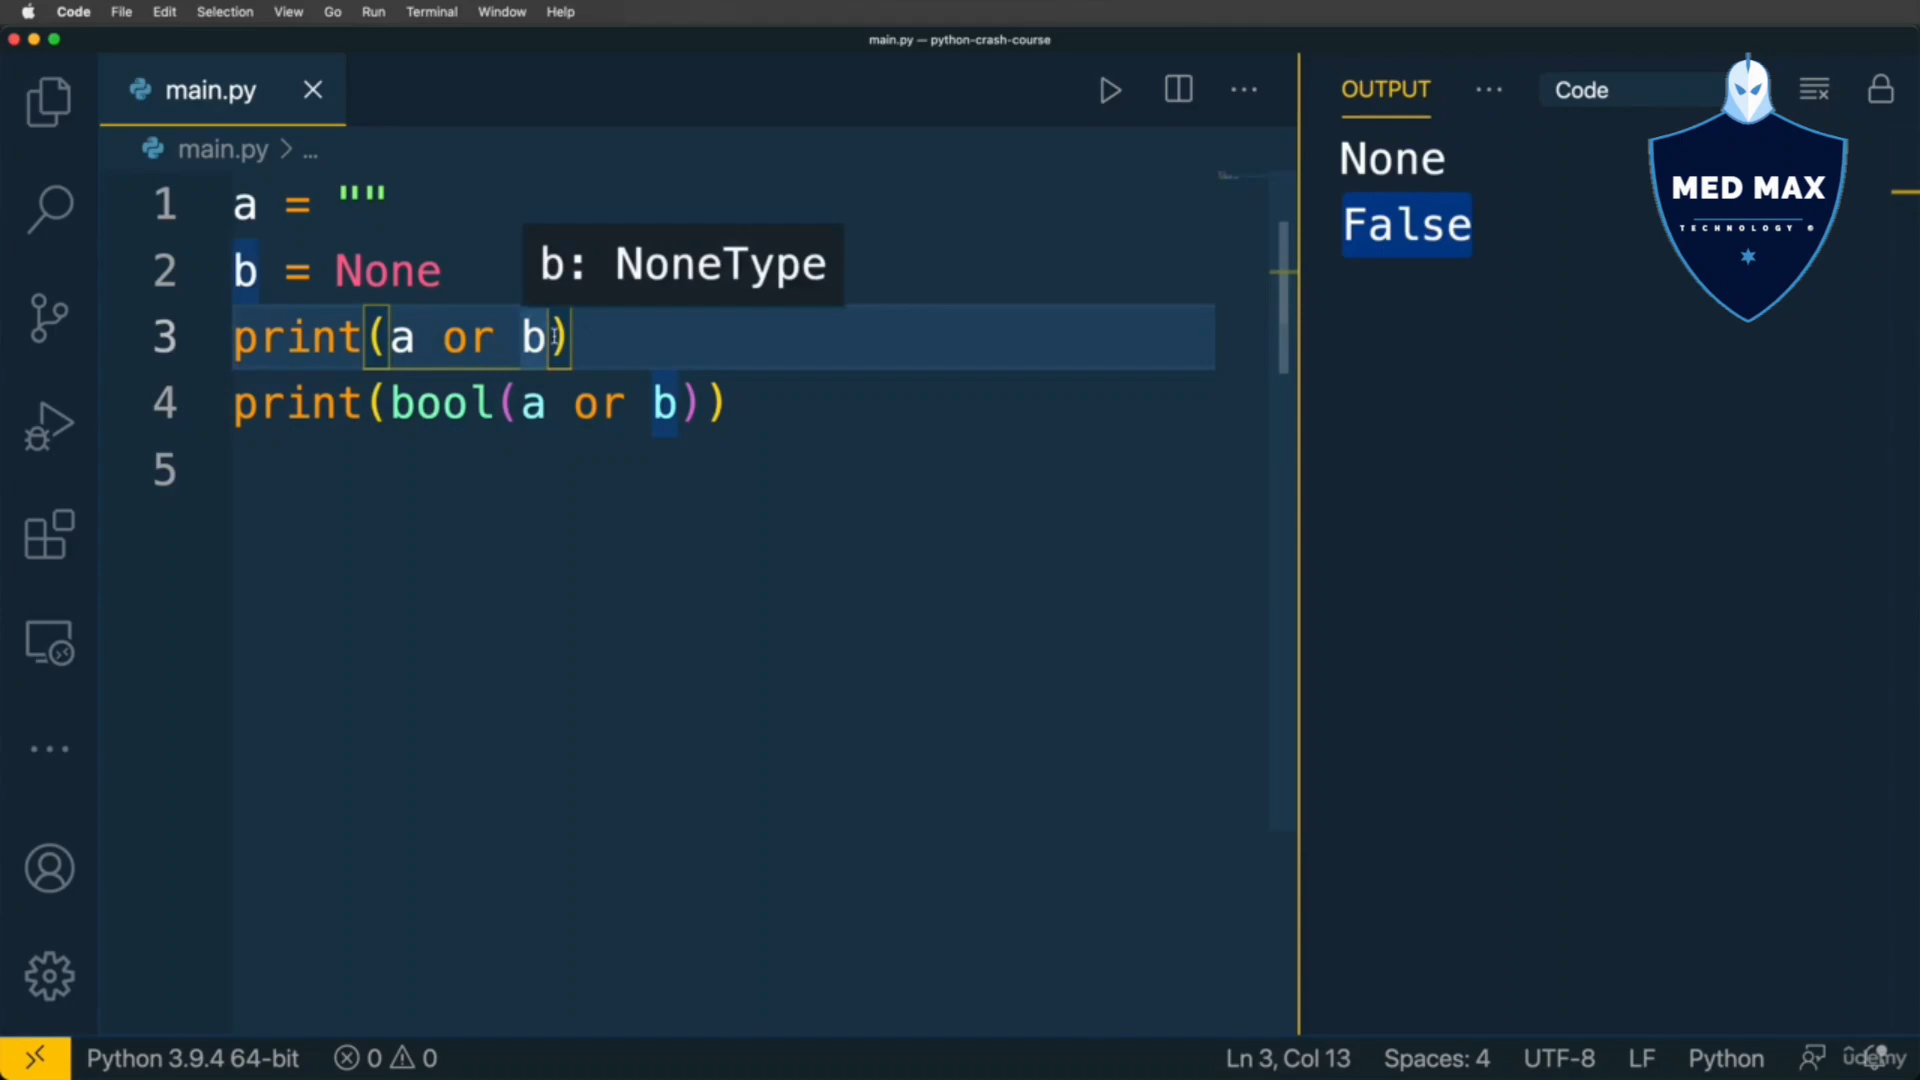 Code File Edit Selection View Go Run Terminal Window Help
main.py — python-crash-course
main.py
OUTPUT ... Code
main.py > ...
1 a = ""
2 b = None
b: NoneType
3 print(a or b)
4 print(bool(a or b))
5
None
False
MED MAX
TECHNOLOGY ®
Python 3.9.4 64-bit 0 0 Ln 3, Col 13 Spaces: 4 UTF-8 LF Python
ûdemy